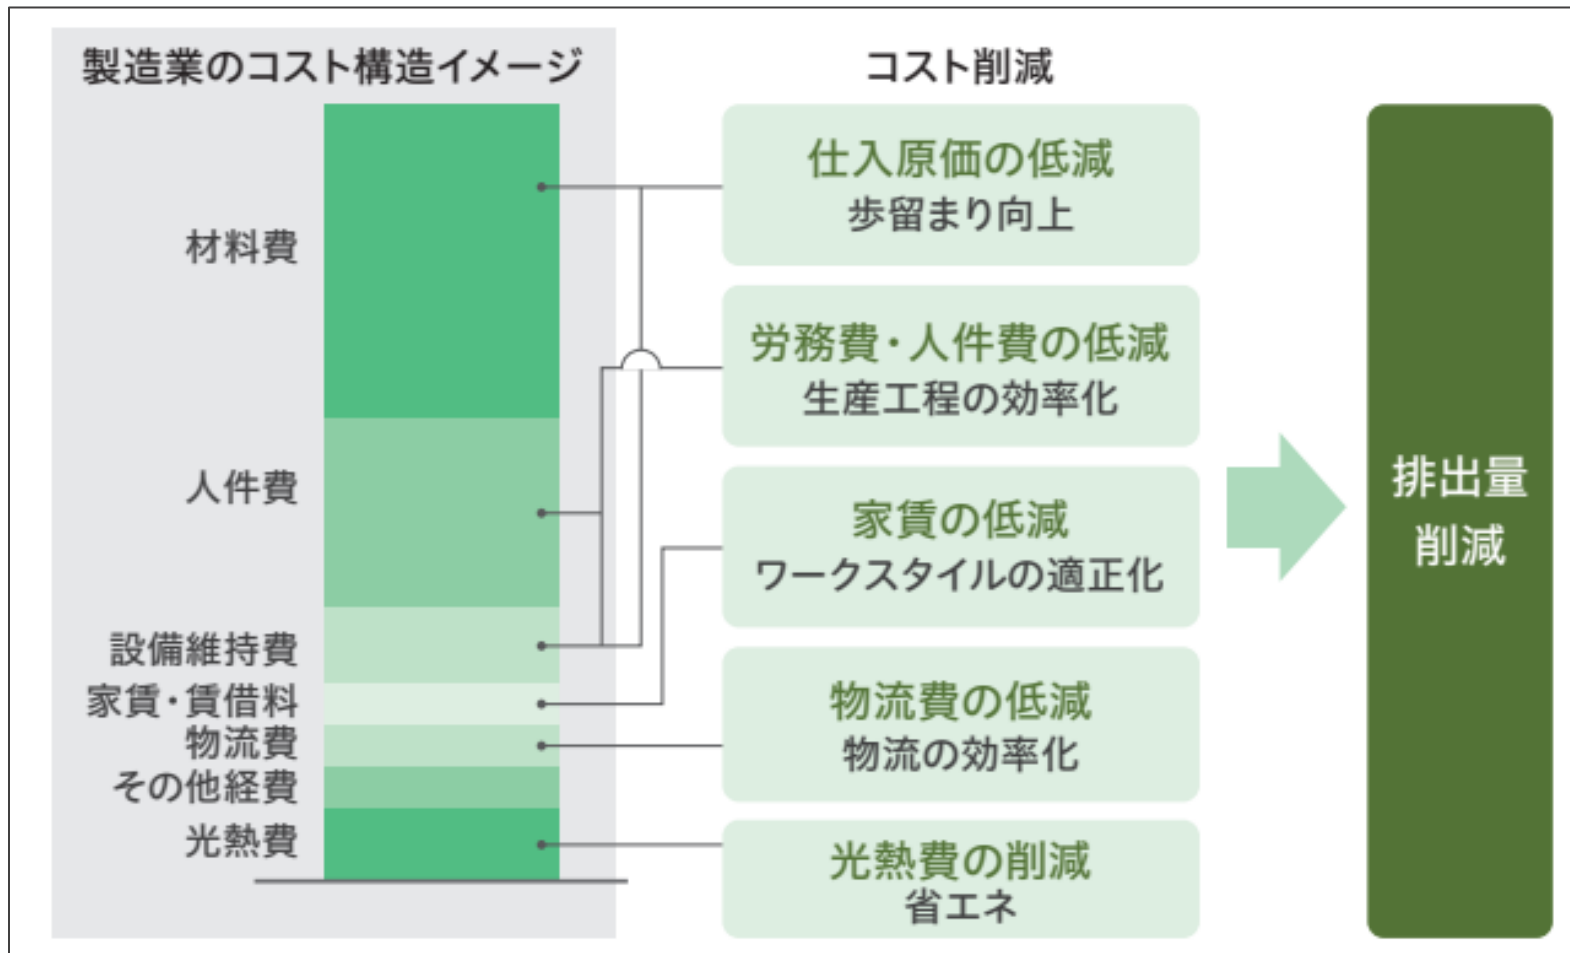 製造業のコスト構造イメージ
材料費
人件費
設備維持費
家賃・賃借料
物流費
その他経費
光熱費
コスト削減
仕入原価の低減
歩留まり向上
労務費・人件費の低減
生産工程の効率化
家賃の低減
ワークスタイルの適正化
物流費の低減
物流の効率化
光熱費の削減
省エネ
排出量
削減